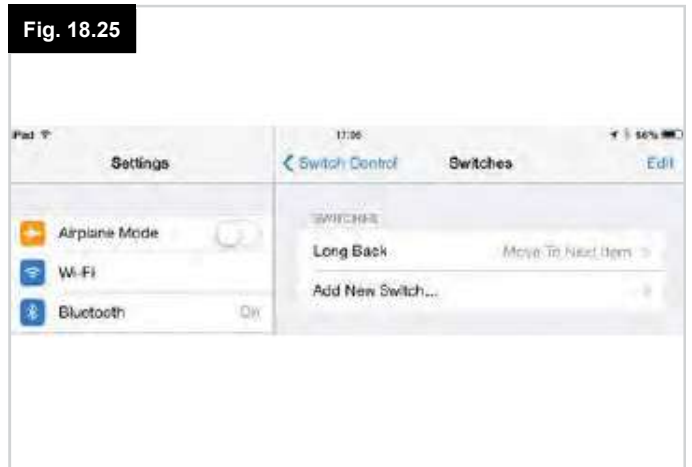 Fig. 18.25
iPad 17:06 56%
Settings
Switch Control Switches Edit
SWITCHES
Airplane Mode
Long Back Move To Next Item
Wi-Fi
Add New Switch...
Bluetooth On